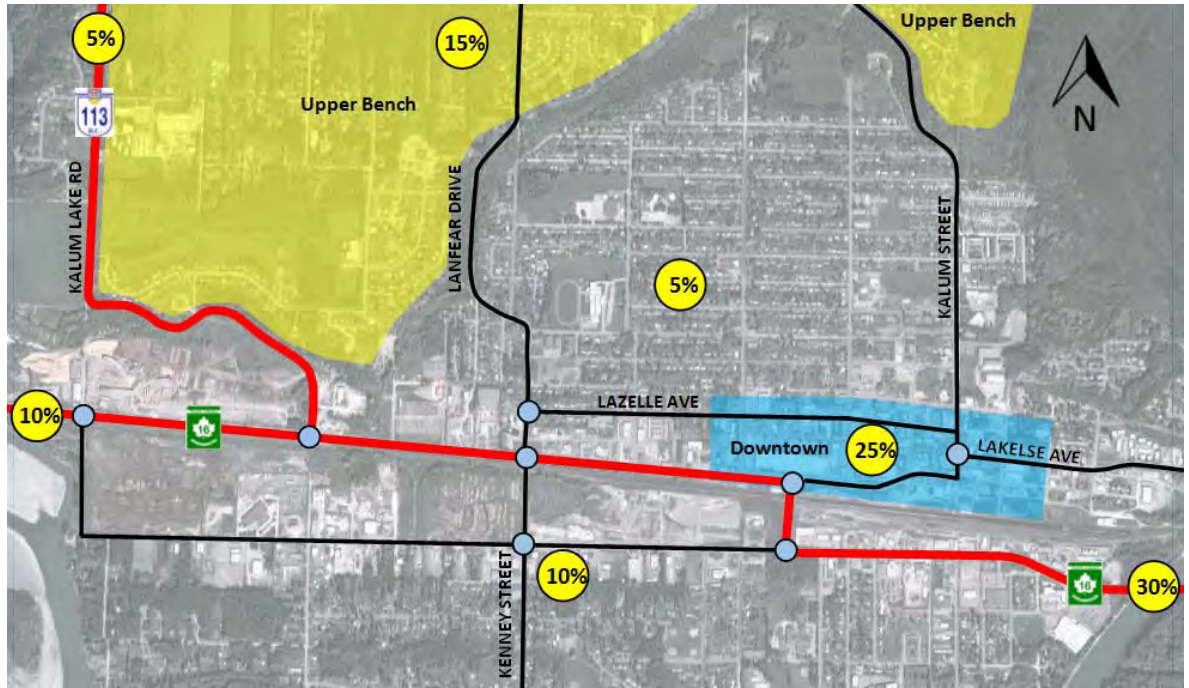 5%
15%
Upper Bench
Upper Bench
113
N
KALUM LAKE RD
LANFEAR DRIVE
KALUM STREET
5%
10%
16
LAZELLE AVE
Downtown
25%
LAKELSE AVE
KENNEY STREET
10%
16
30%